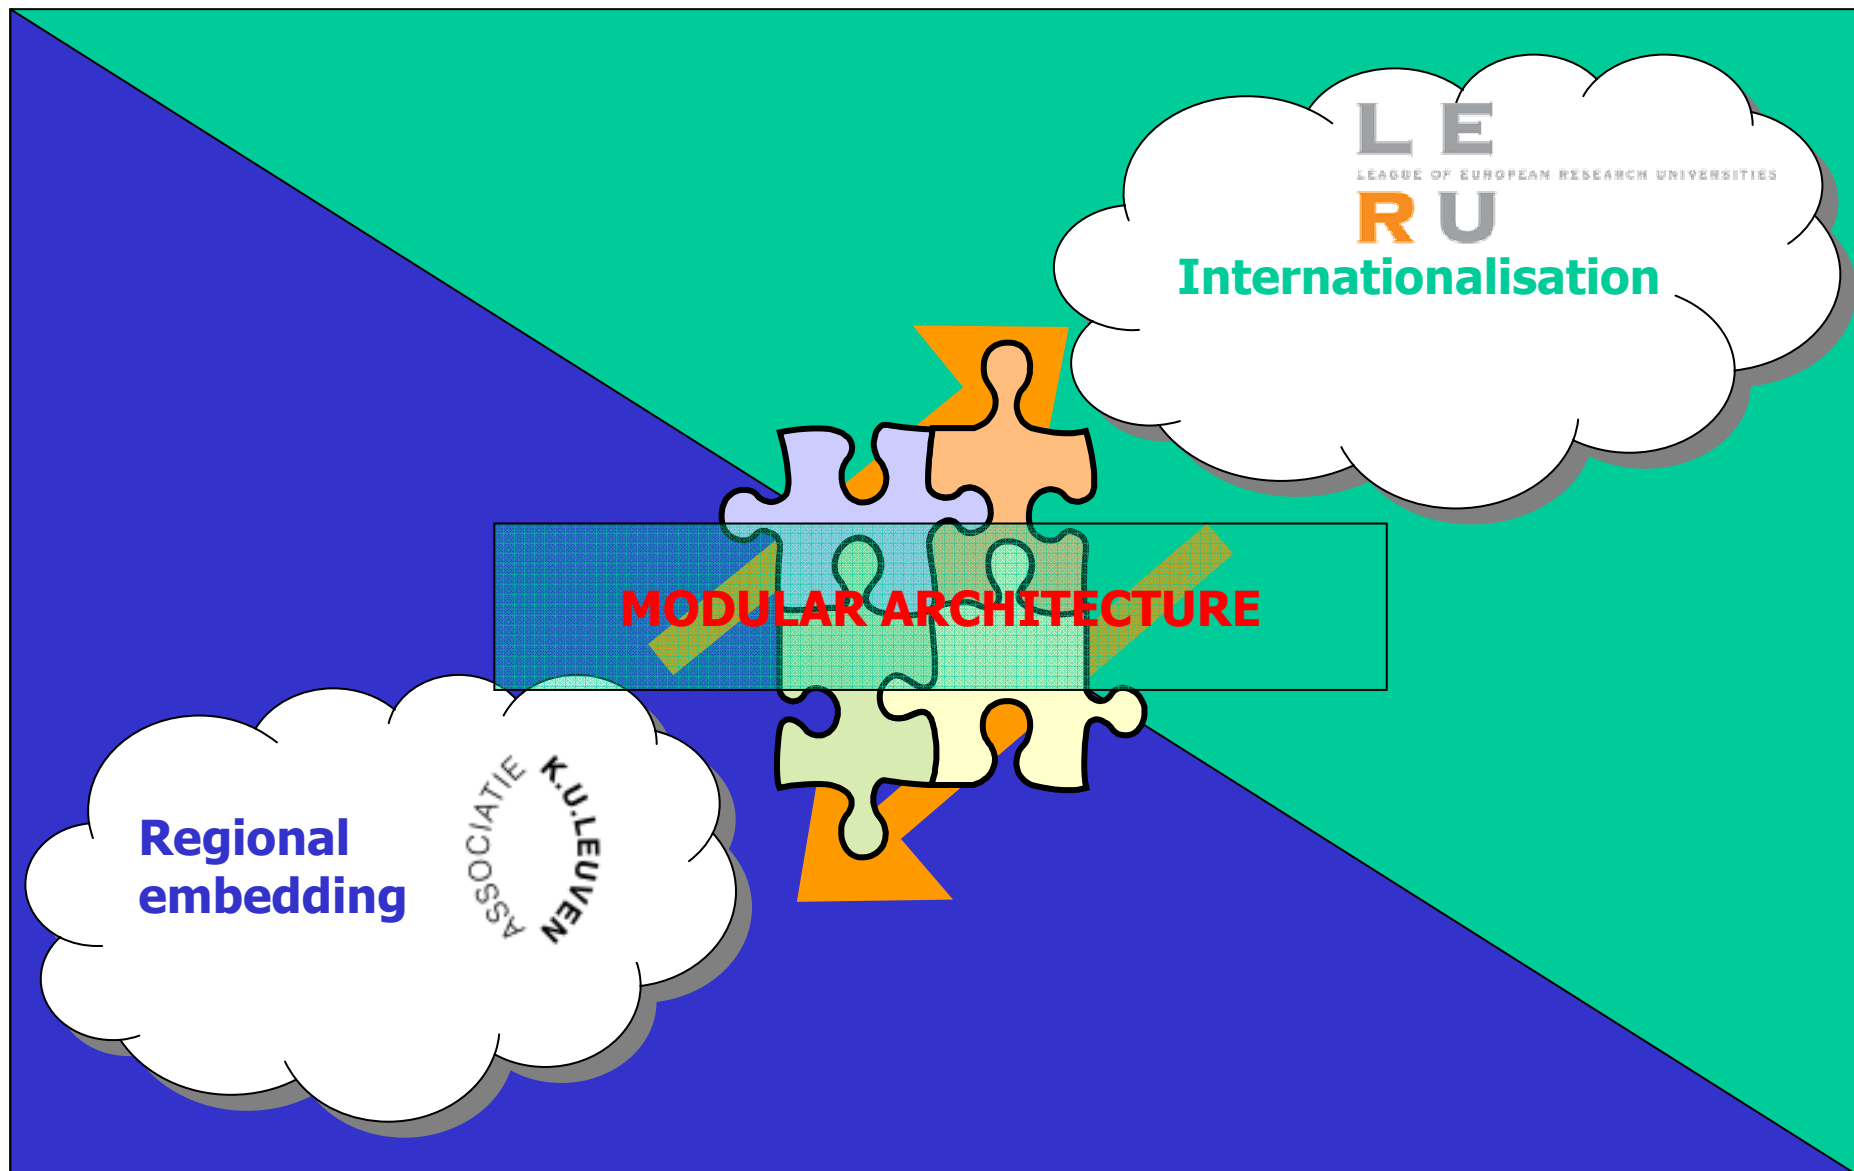 L E
LEAGUE OF EUROPEAN RESEARCH UNIVERSITIES
R U
Internationalisation
MODULAR ARCHITECTURE
Regional
embedding
ASSOCIATIE
K.U.LEUVEN